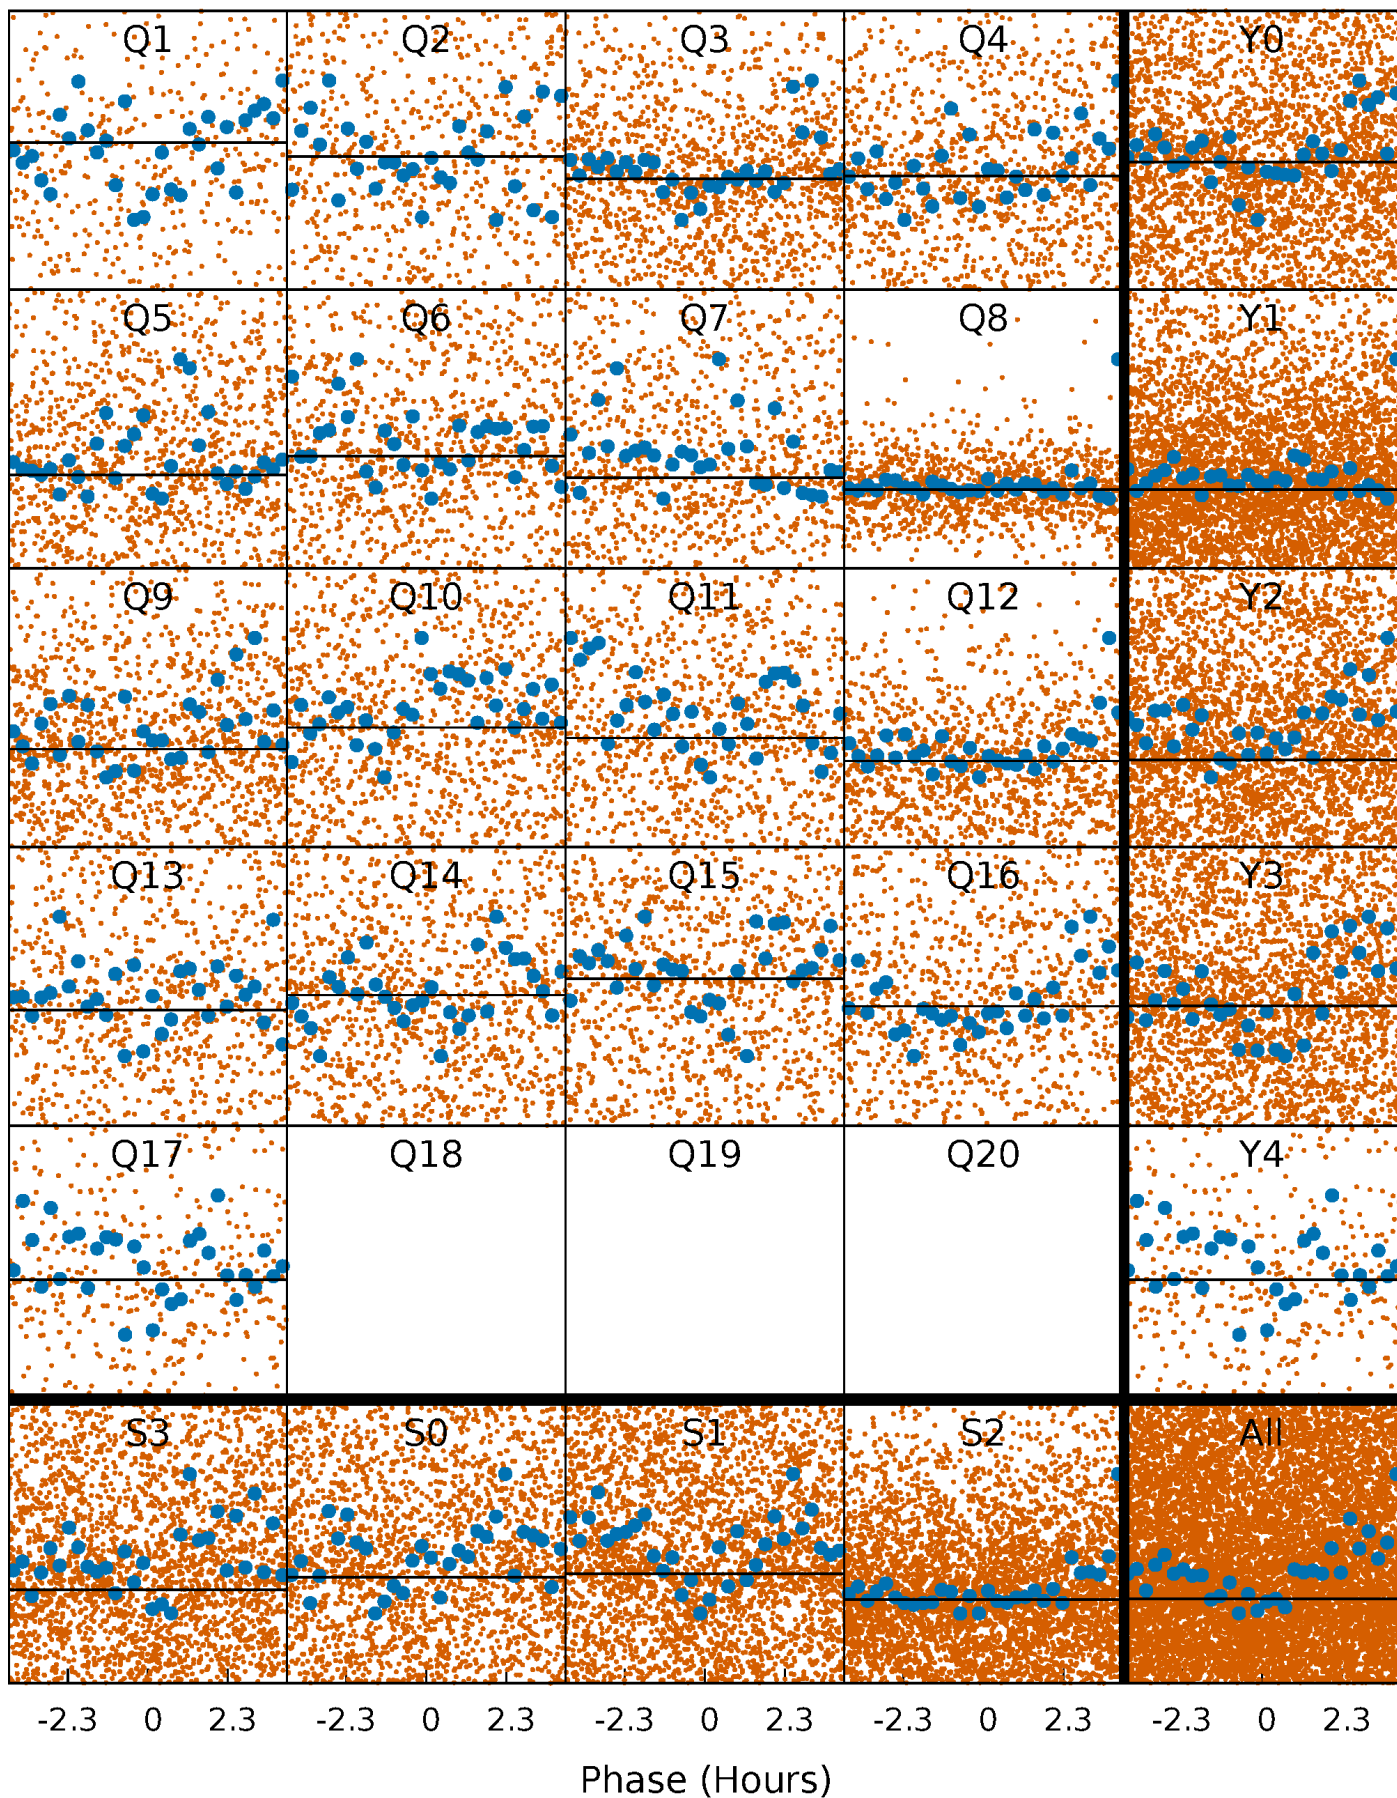 Q1 Q2 Q3 Q4 Y0
Q5 Q6 Q7 Q8 Y1
Q9 Q10 Q11 Q12 Y2
Q13 Q14 Q15 Q16 Y3
Q17 Q18 Q19 Q20 Y4
S3 S0 S1 S2 All
-2.3 0 2.3 -2.3 0 2.3 -2.3 0 2.3 -2.3 0 2.3 -2.3 0 2.3
Phase (Hours)